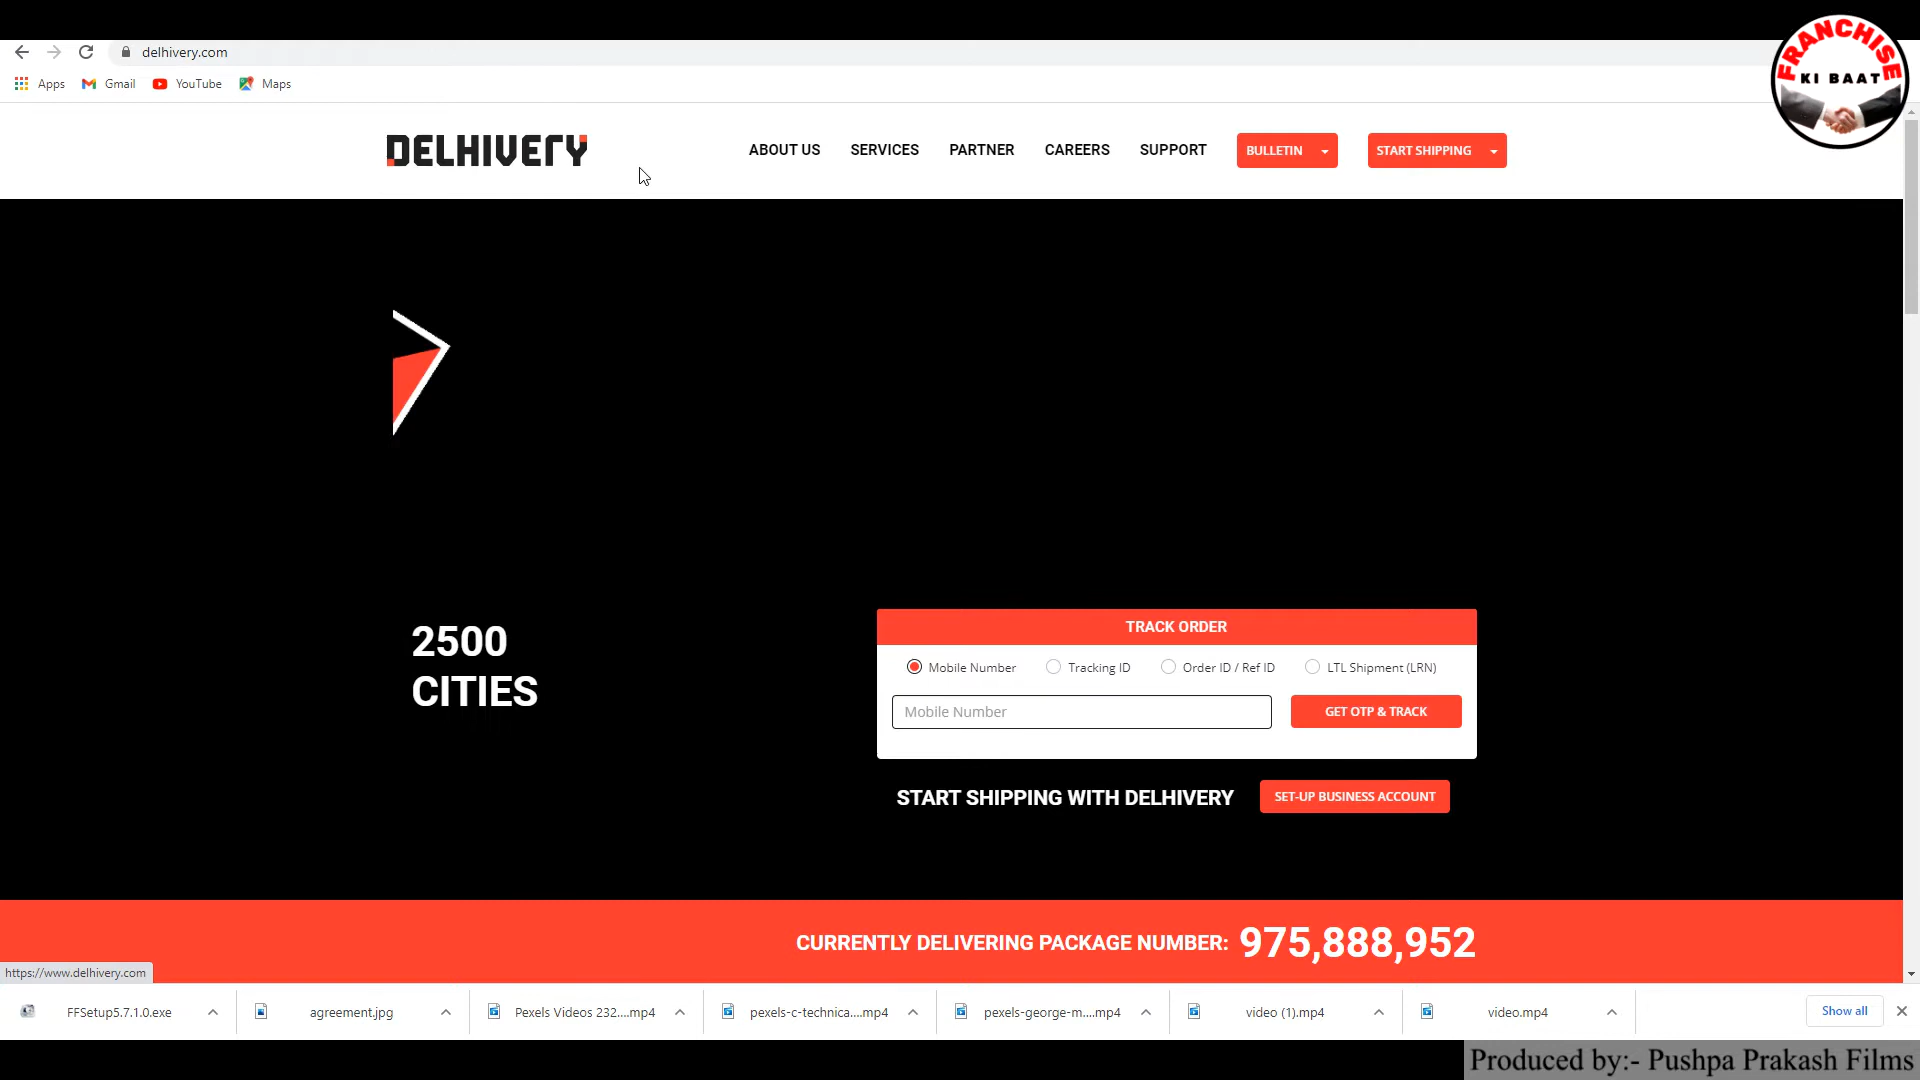 delhivery.com
Apps Gmail YouTube Maps
FRANCHISE
KI BAAT
DELHIVERY
ABOUT US SERVICES PARTNER CAREERS SUPPORT BULLETIN START SHIPPING
2500
CITIES
TRACK ORDER
Mobile Number Tracking ID Order ID / Ref ID LTL Shipment (LRN)
Mobile Number GET OTP & TRACK
START SHIPPING WITH DELHIVERY SET-UP BUSINESS ACCOUNT
CURRENTLY DELIVERING PACKAGE NUMBER: 975,888,952
https://www.delhivery.com
FFSetup5.7.1.0.exe agreement.jpg Pexels Videos 232....mp4 pexels-c-technica....mp4 pexels-george-m....mp4 video (1).mp4 video.mp4 Show all
Produced by:- Pushpa Prakash Films